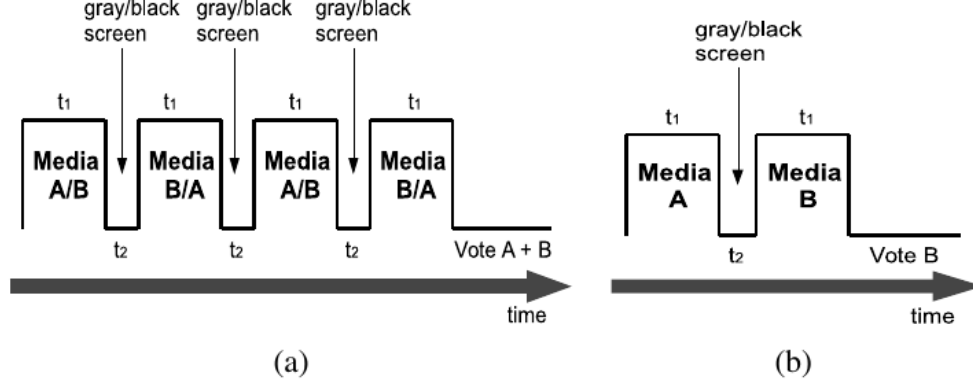 gray/black gray/black gray/black
screen screen screen
t₁ t₁ t₁ t₁
Media Media Media Media
A/B B/A A/B B/A
t₂ t₂ t₂
Vote A + B
time
(a)
gray/black
screen
t₁ t₁
Media Media
A B
t₂
Vote B
time
(b)